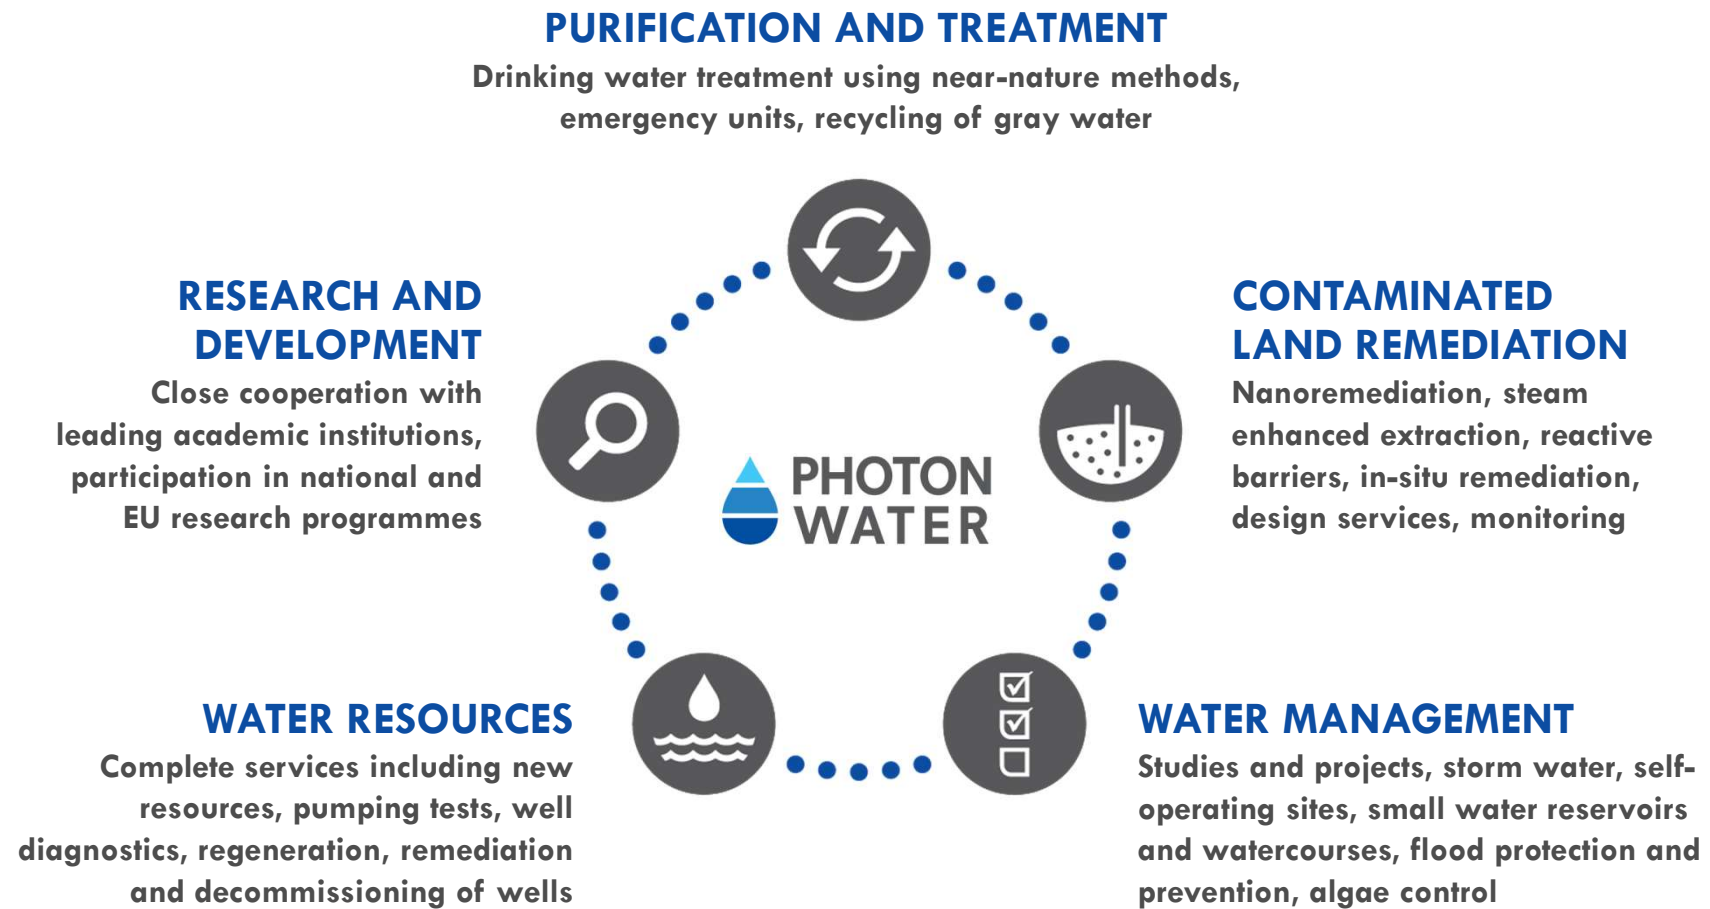 PURIFICATION AND TREATMENT
Drinking water treatment using near-nature methods,
emergency units, recycling of gray water
RESEARCH AND
DEVELOPMENT
Close cooperation with
leading academic institutions,
participation in national and
EU research programmes
CONTAMINATED
LAND REMEDIATION
Nanoremediation, steam
enhanced extraction, reactive
barriers, in-situ remediation,
design services, monitoring
PHOTON
WATER
WATER RESOURCES
Complete services including new
resources, pumping tests, well
diagnostics, regeneration, remediation
and decommissioning of wells
WATER MANAGEMENT
Studies and projects, storm water, self-
operating sites, small water reservoirs
and watercourses, flood protection and
prevention, algae control